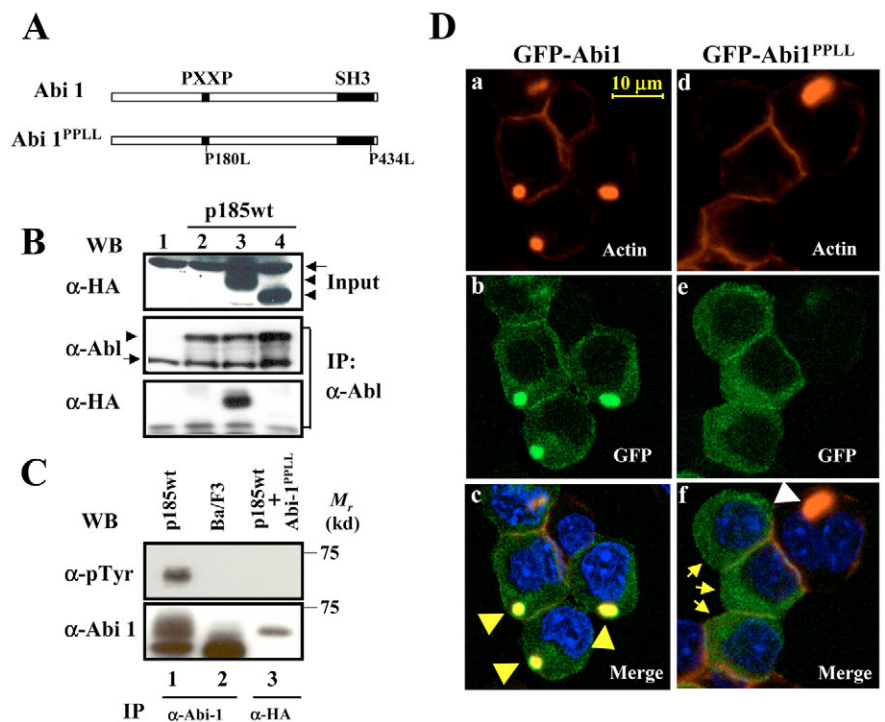 A
PXXP SH3
Abi 1
Abi 1PPLL
P180L P434L
B
p185wt
WB 1 2 3 4
α-HA Input
α-Abl IP:
α-Abl
α-HA
C
WB p185wt Ba/F3 p185wt + Abi-1PPLL Mr (kd)
75
α-pTyr
75
α-Abi 1
1 2 3
IP α-Abi-1 α-HA
D
GFP-Abi1 GFP-Abi1PPLL
a 10 μm d
Actin Actin
b e
GFP GFP
c f
Merge Merge